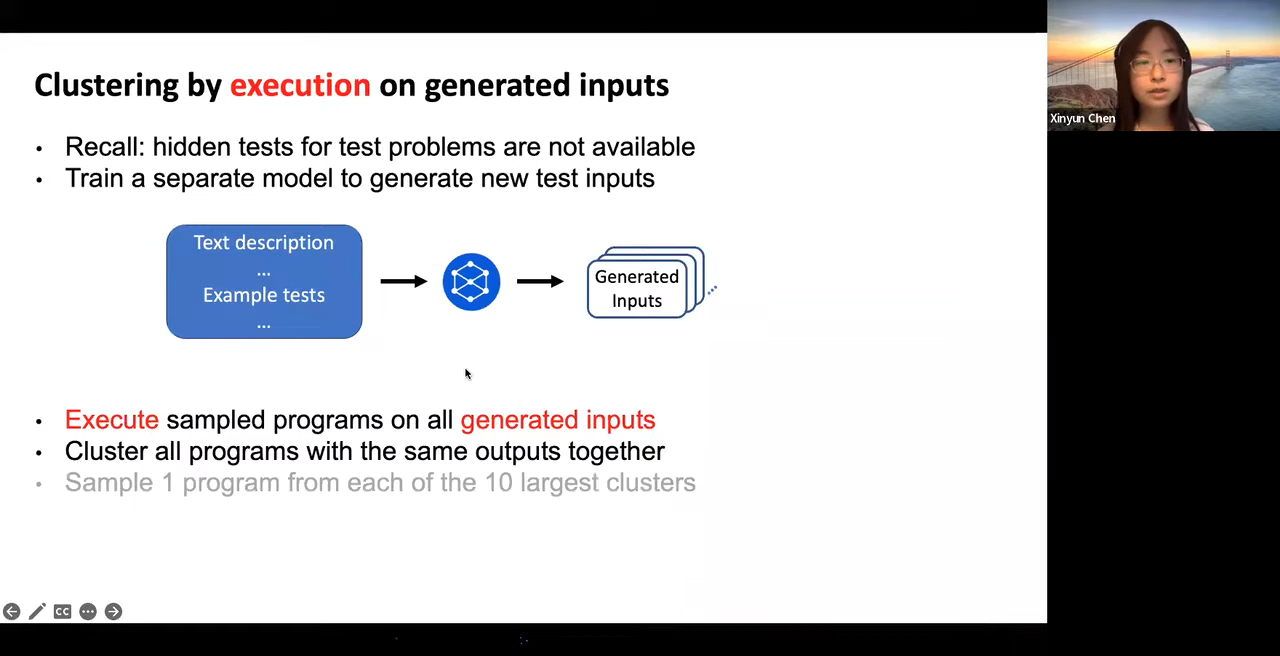 Clustering by execution on generated inputs
• Recall: hidden tests for test problems are not available
• Train a separate model to generate new test inputs
Text description
...
Example tests
...
Generated
Inputs
• Execute sampled programs on all generated inputs
• Cluster all programs with the same outputs together
• Sample 1 program from each of the 10 largest clusters
Xinyun Chen
CC